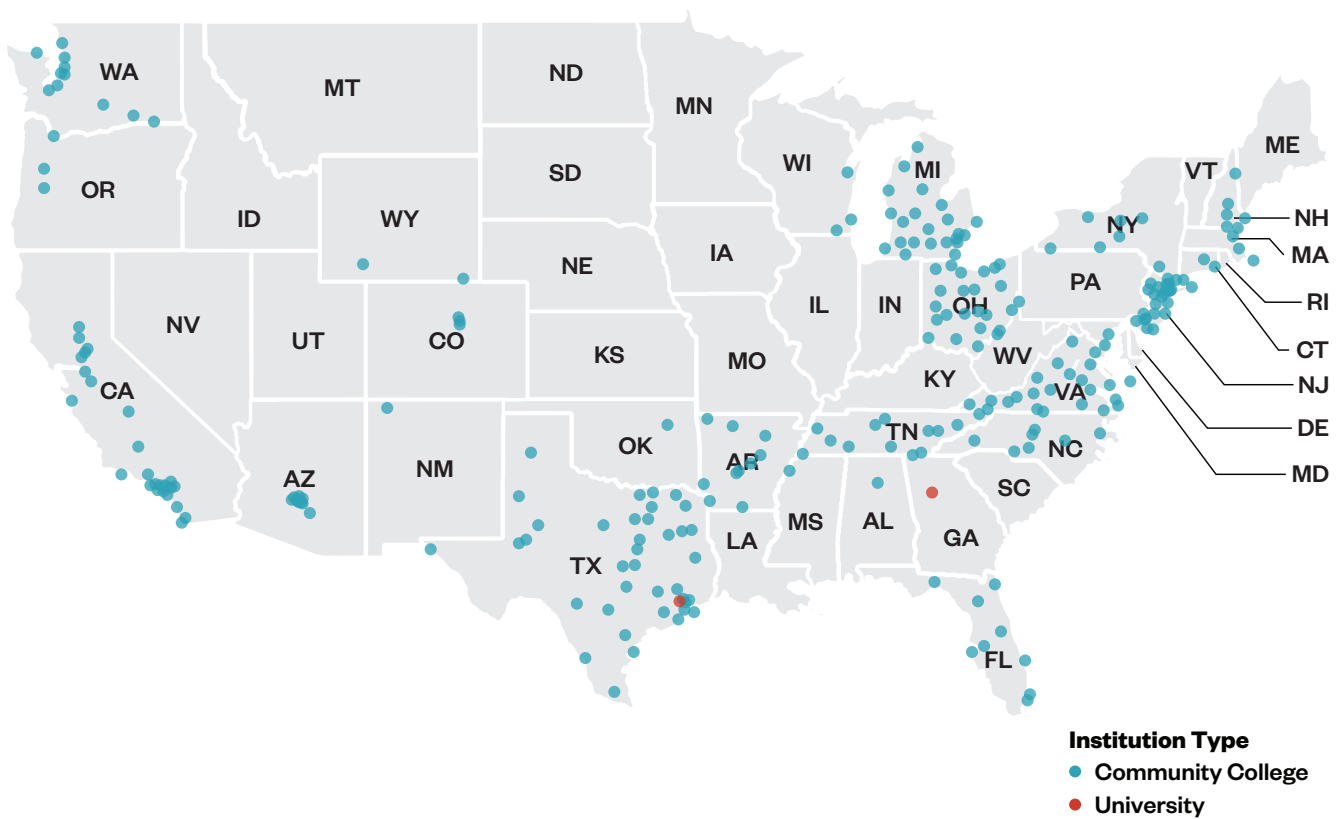 WA
MT
ND
MN
WI
MI
VT
ME
OR
ID
WY
SD
NY
NH
IA
MA
NE
PA
NV
UT
CO
IL
IN
OH
RI
KS
MO
WV
CT
CA
KY
VA
NJ
OK
TN
DE
AZ
NM
AR
NC
MD
SC
MS
AL
GA
LA
TX
FL
Institution Type
Community College
University